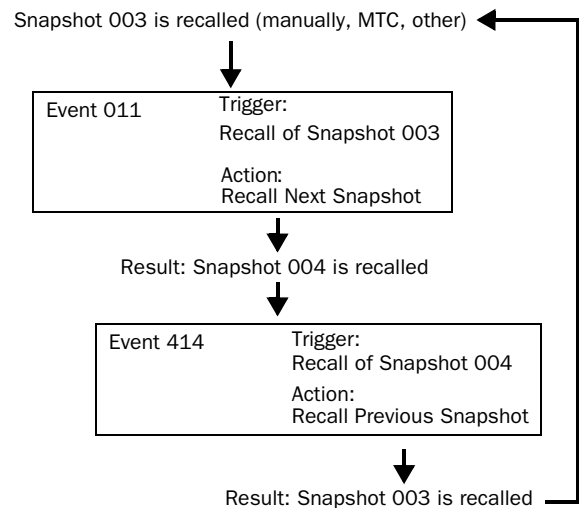 Snapshot 003 is recalled (manually, MTC, other)
Event 011
Trigger:
Recall of Snapshot 003
Action:
Recall Next Snapshot
Result: Snapshot 004 is recalled
Event 414
Trigger:
Recall of Snapshot 004
Action:
Recall Previous Snapshot
Result: Snapshot 003 is recalled